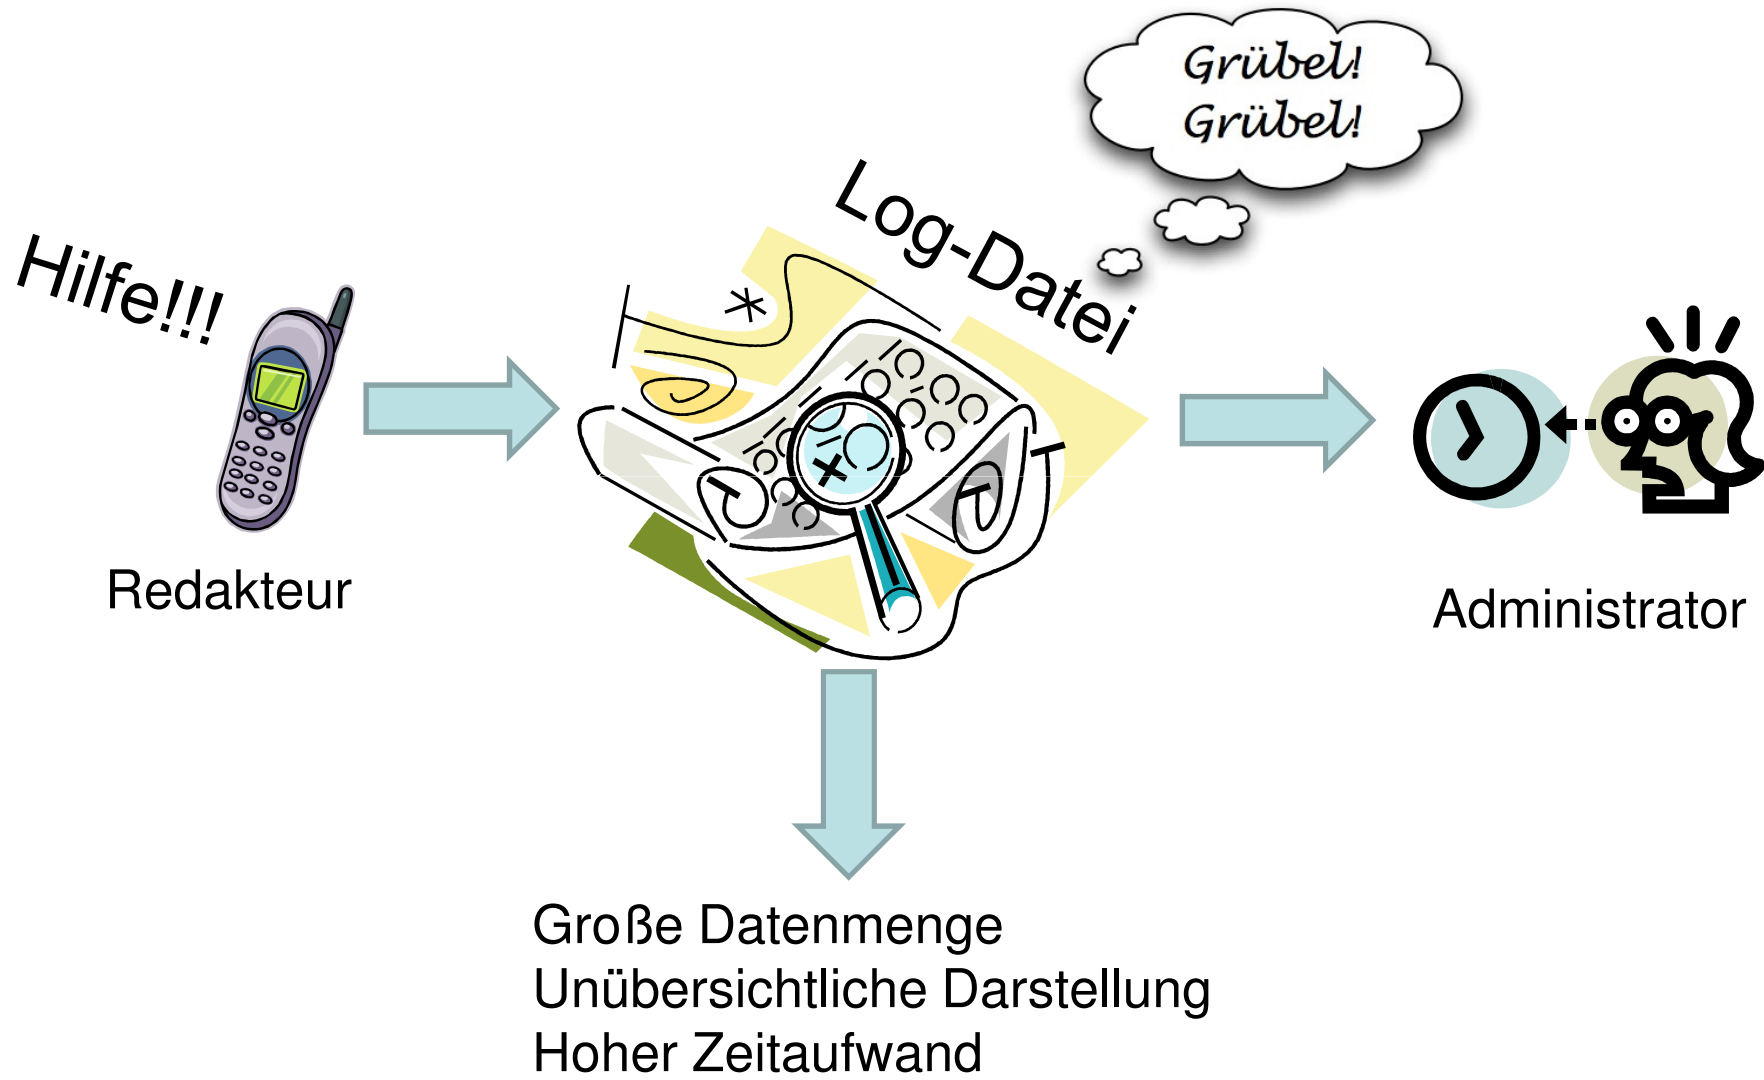 Grübel!
Grübel!
Log-Datei
Hilfe!!!
Redakteur
Administrator
Große Datenmenge
Unübersichtliche Darstellung
Hoher Zeitaufwand